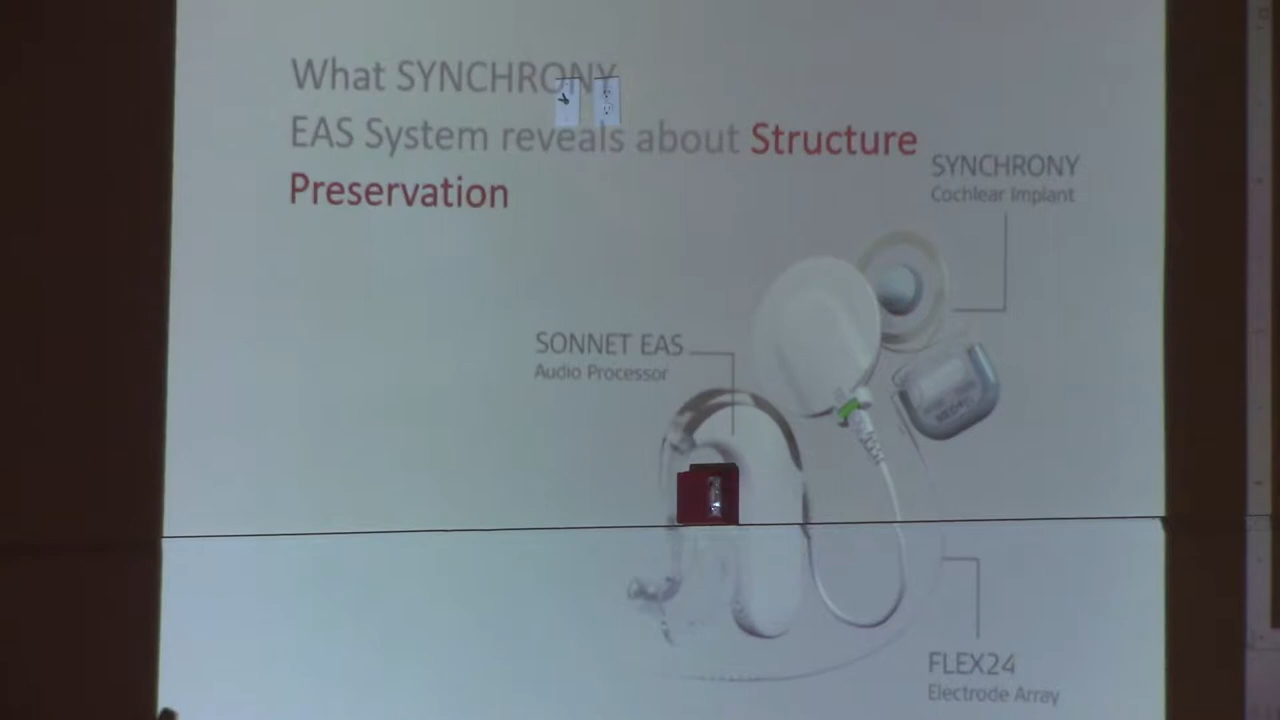 What SYNCHRONY
EAS System reveals about Structure
Preservation
SYNCHRONY
Cochlear Implant
SONNET EAS
Audio Processor
FLEX24
Electrode Array